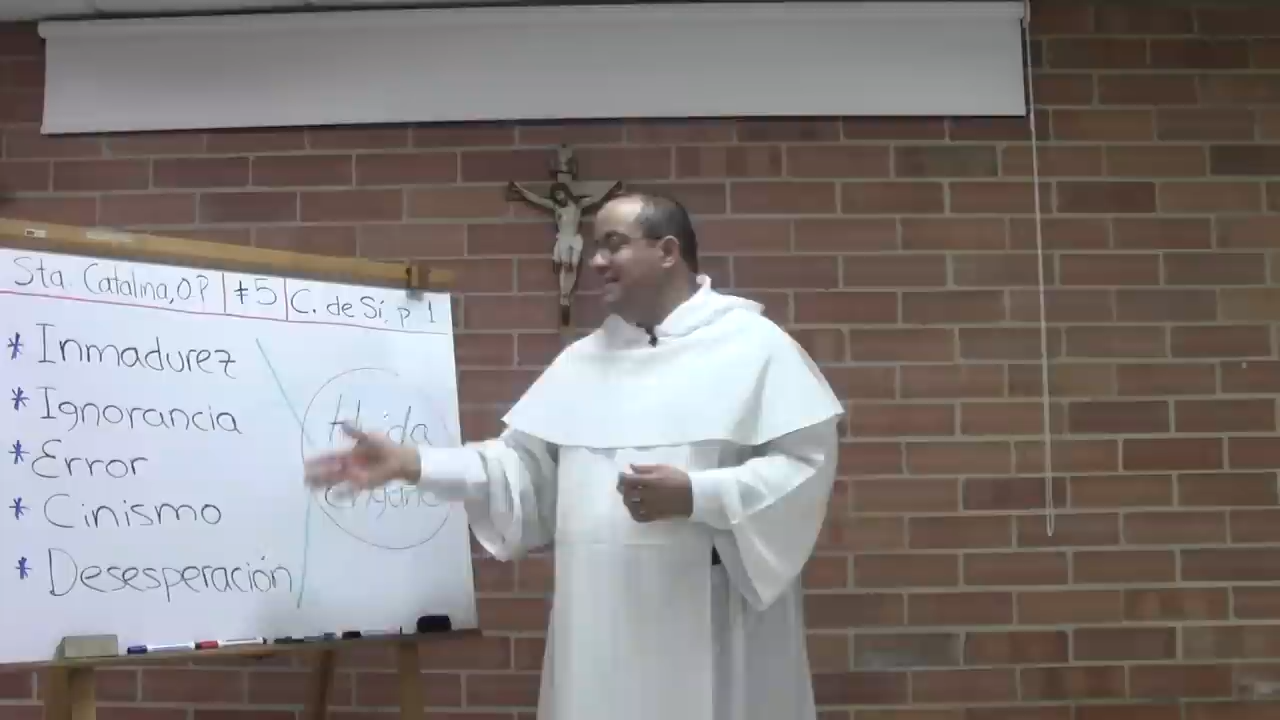 Sta. Catalina, O.P. #5 C. de Sí, p 1
* Inmadurez
* Ignorancia
* Error
* Cinismo
* Desesperación